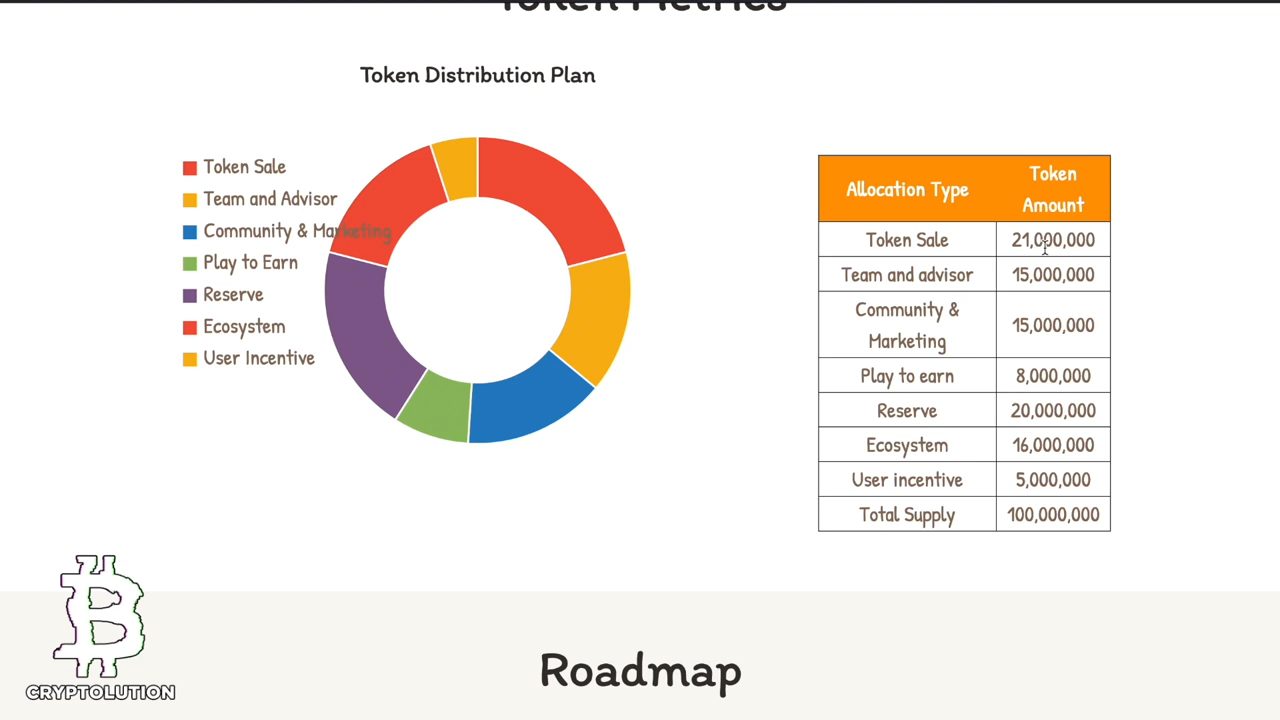 Token Metrics
Token Distribution Plan
Token Sale
Team and Advisor
Community & Marketing
Play to Earn
Reserve
Ecosystem
User Incentive
Allocation Type
Token
Amount
Token Sale
21,000,000
Team and advisor
15,000,000
Community &
Marketing
15,000,000
Play to earn
8,000,000
Reserve
20,000,000
Ecosystem
16,000,000
User incentive
5,000,000
Total Supply
100,000,000
Roadmap
CRYPTOLUTION